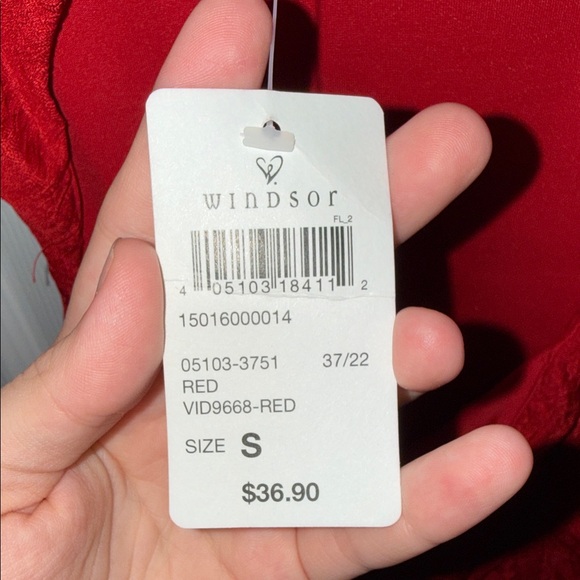 WINDSOR
FL_2
4 05103 18411 2
15016000014
05103-3751 37/22
RED
VID9668-RED
SIZE S
$36.90